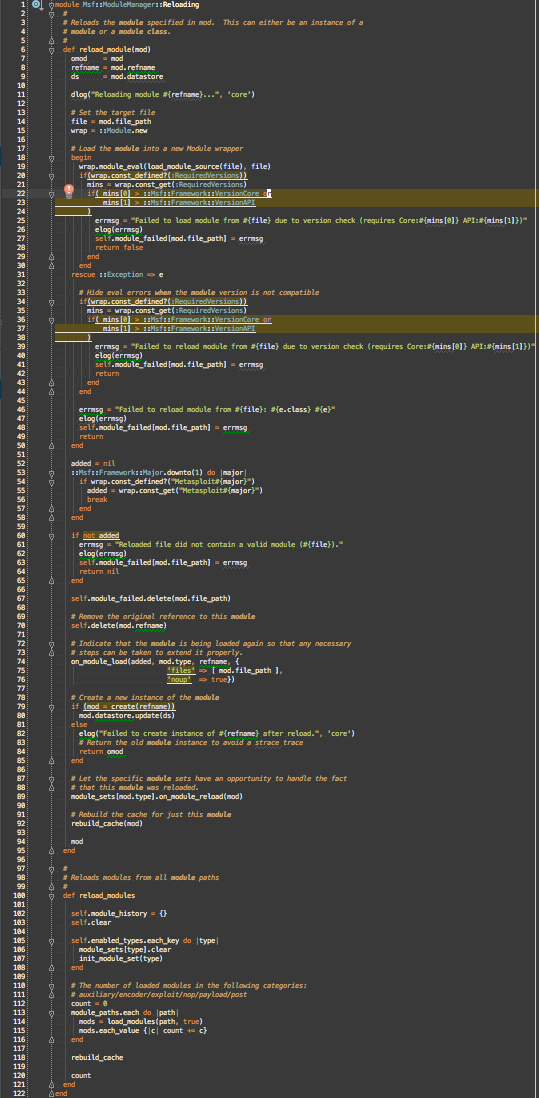 1 module Msf::ModuleManager::Reloading
2 #
3 # Reloads the module specified in mod.  This can either be an instance of a
4 # module or a module class.
5 #
6 def reload_module(mod)
7 omod    = mod
8 refname = mod.refname
9 ds      = mod.datastore
10
11 dlog("Reloading module #{refname}...", 'core')
12
13 # Set the target file
14 file = mod.file_path
15 wrap = ::Module.new
16
17 # Load the module into a new Module wrapper
18 begin
19 wrap.module_eval(load_module_source(file), file)
20 if(wrap.const_defined?(:RequiredVersions))
21 mins = wrap.const_get(:RequiredVersions)
22 if( mins[0] > ::Msf::Framework::VersionCore or
23 mins[1] > ::Msf::Framework::VersionAPI
24 )
25 errmsg = "Failed to load module from #{file} due to version check (requires Core:#{mins[0]} API:#{mins[1]})"
26 elog(errmsg)
27 self.module_failed[mod.file_path] = errmsg
28 return false
29 end
30 end
31 rescue ::Exception => e
32
33 # Hide eval errors when the module version is not compatible
34 if(wrap.const_defined?(:RequiredVersions))
35 mins = wrap.const_get(:RequiredVersions)
36 if( mins[0] > ::Msf::Framework::VersionCore or
37 mins[1] > ::Msf::Framework::VersionAPI
38 )
39 errmsg = "Failed to reload module from #{file} due to version check (requires Core:#{mins[0]} API:#{mins[1]})"
40 elog(errmsg)
41 self.module_failed[mod.file_path] = errmsg
42 return
43 end
44 end
45
46 errmsg = "Failed to reload module from #{file}: #{e.class} #{e}"
47 elog(errmsg)
48 self.module_failed[mod.file_path] = errmsg
49 return
50 end
51
52 added = nil
53 ::Msf::Framework::Major.downto(1) do |major|
54 if wrap.const_defined?("Metasploit#{major}")
55 added = wrap.const_get("Metasploit#{major}")
56 break
57 end
58 end
59
60 if not added
61 errmsg = "Reloaded file did not contain a valid module (#{file})."
62 elog(errmsg)
63 self.module_failed[mod.file_path] = errmsg
64 return nil
65 end
66
67 self.module_failed.delete(mod.file_path)
68
69 # Remove the original reference to this module
70 self.delete(mod.refname)
71
72 # Indicate that the module is being loaded again so that any necessary
73 # steps can be taken to extend it properly.
74 on_module_load(added, mod.type, refname, {
75 'files' => [ mod.file_path ],
76 'noup'  => true})
77
78 # Create a new instance of the module
79 if (mod = create(refname))
80 mod.datastore.update(ds)
81 else
82 elog("Failed to create instance of #{refname} after reload.", 'core')
83 # Return the old module instance to avoid a strace trace
84 return omod
85 end
86
87 # Let the specific module sets have an opportunity to handle the fact
88 # that this module was reloaded.
89 module_sets[mod.type].on_module_reload(mod)
90
91 # Rebuild the cache for just this module
92 rebuild_cache(mod)
93
94 mod
95 end
96
97 #
98 # Reloads modules from all module paths
99 #
100 def reload_modules
101
102 self.module_history = {}
103 self.clear
104
105 self.enabled_types.each_key do |type|
106 module_sets[type].clear
107 init_module_set(type)
108 end
109
110 # The number of loaded modules in the following categories:
111 # auxiliary/encoder/exploit/nop/payload/post
112 count = 0
113 module_paths.each do |path|
114 mods = load_modules(path, true)
115 mods.each_value {|c| count += c}
116 end
117
118 rebuild_cache
119
120 count
121 end
122 end